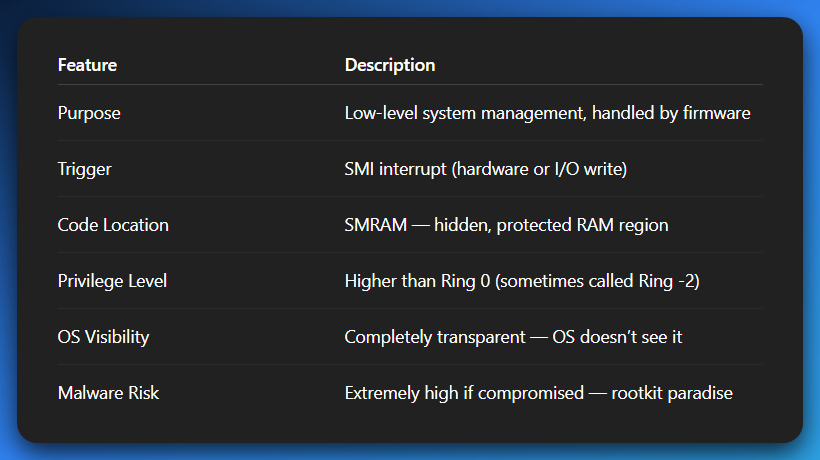 Feature Description
Purpose Low-level system management, handled by firmware
Trigger SMI interrupt (hardware or I/O write)
Code Location SMRAM — hidden, protected RAM region
Privilege Level Higher than Ring 0 (sometimes called Ring -2)
OS Visibility Completely transparent — OS doesn’t see it
Malware Risk Extremely high if compromised — rootkit paradise